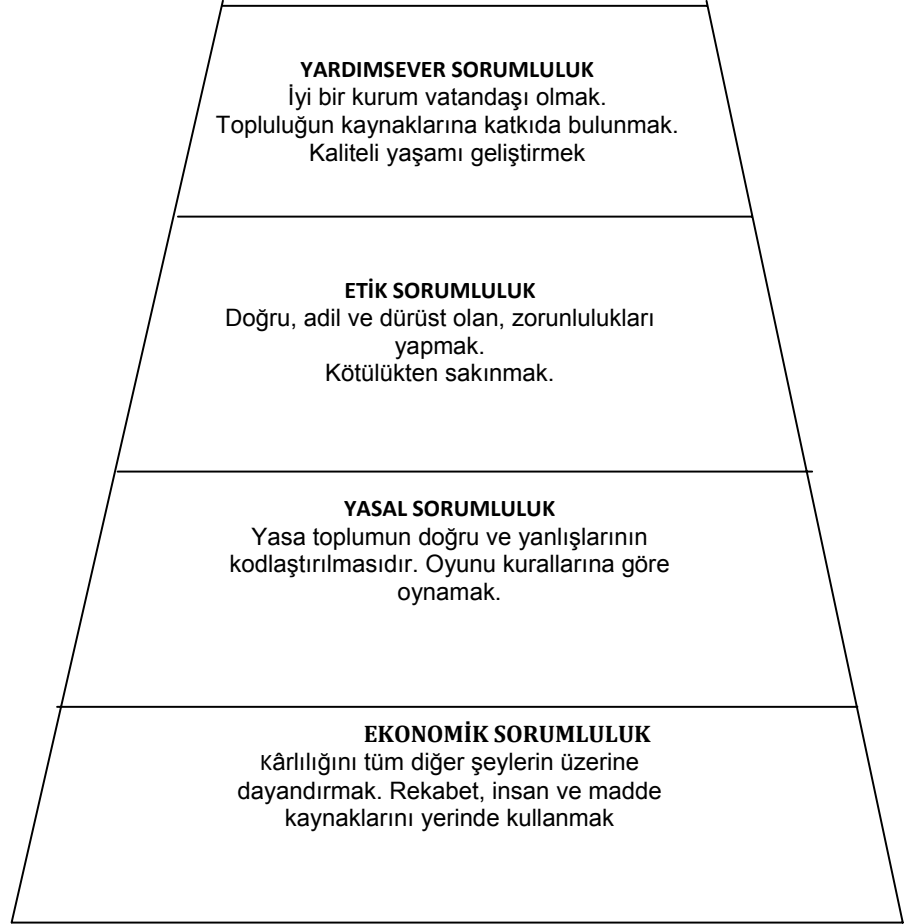 YARDIMSEVER SORUMLULUK
İyi bir kurum vatandaşı olmak.
Topluluğun kaynaklarına katkıda bulunmak.
Kaliteli yaşamı geliştirmek
ETİK SORUMLULUK
Doğru, adil ve dürüst olan, zorunlulukları
yapmak.
Kötülükten sakınmak.
YASAL SORUMLULUK
Yasa toplumun doğru ve yanlışlarının
kodlaştırılmasıdır. Oyunu kurallarına göre
oynamak.
EKONOMİK SORUMLULUK
Kârlılığını tüm diğer şeylerin üzerine
dayandırmak. Rekabet, insan ve madde
kaynaklarını yerinde kullanmak